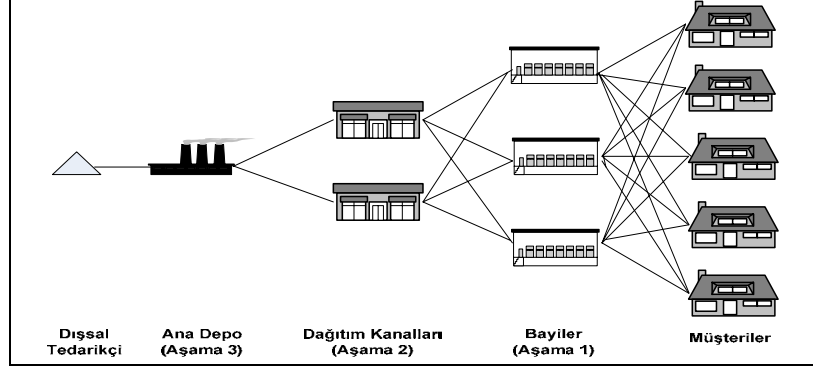 Dışsal
Tedarikçi
Ana Depo
(Aşama 3)
Dağıtım Kanalları
(Aşama 2)
Bayiler
(Aşama 1)
Müşteriler